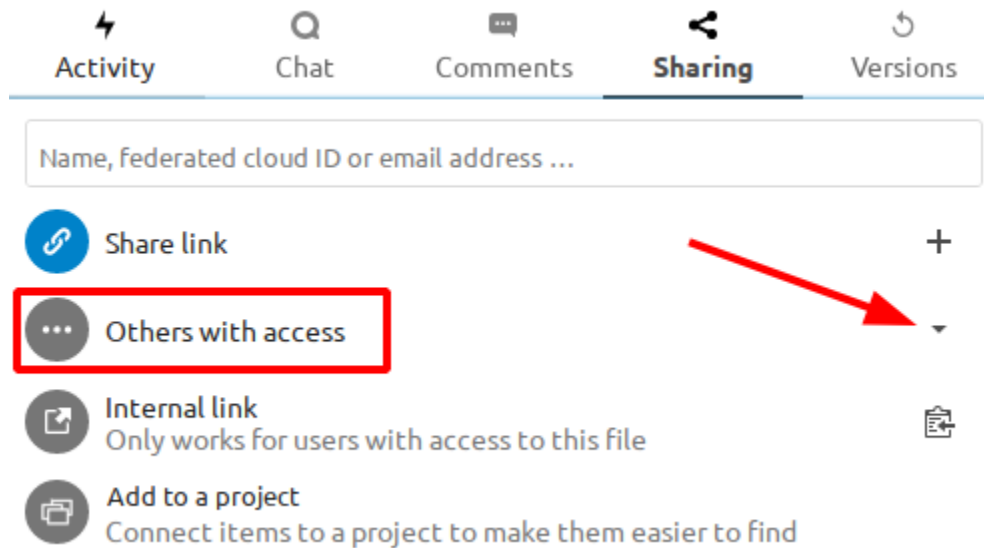 Activity
Chat
Comments
Sharing
Versions
Name, federated cloud ID or email address ...
Share link
Others with access
Internal link
Only works for users with access to this file
Add to a project
Connect items to a project to make them easier to find